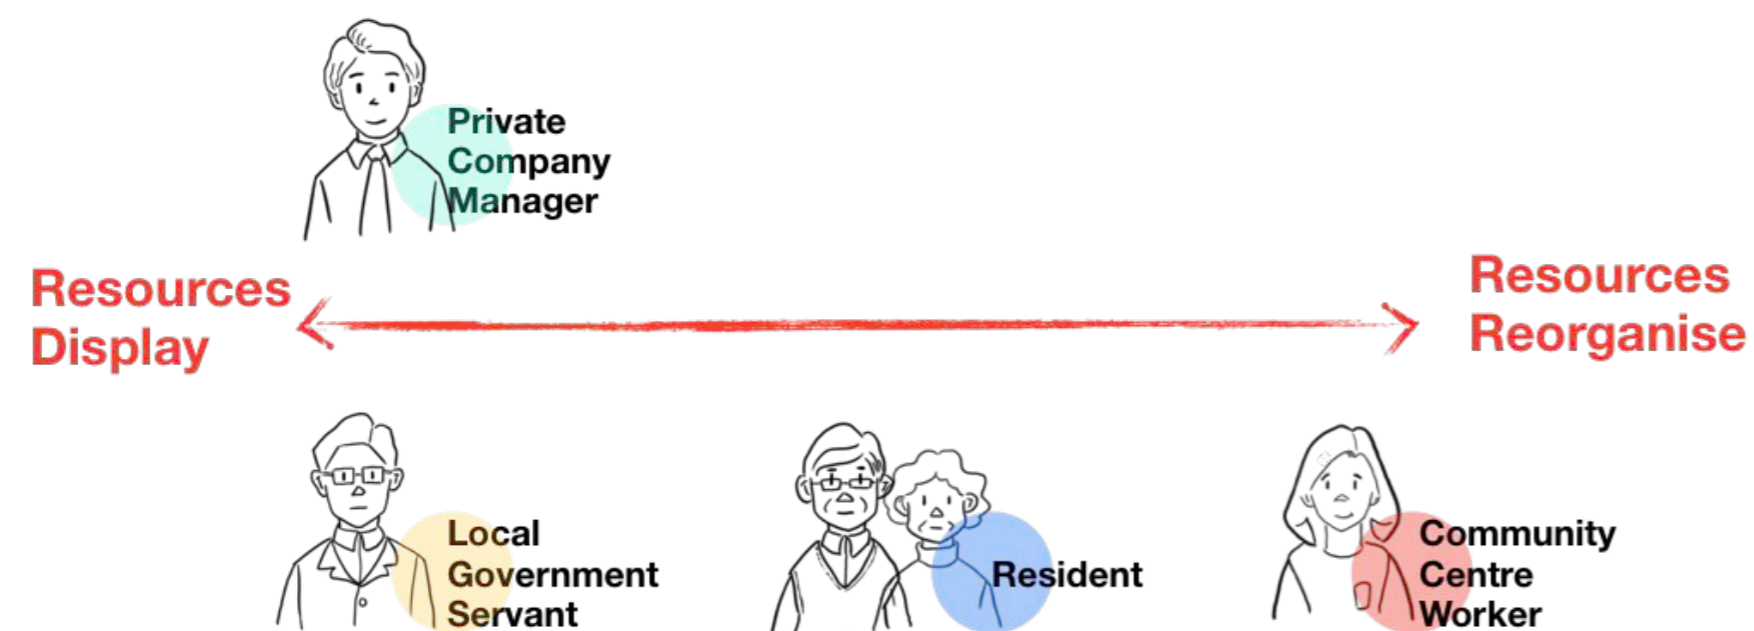 Private
Company
Manager
Resources
Display
Resources
Reorganise
Local
Government
Servant
Resident
Community
Centre
Worker